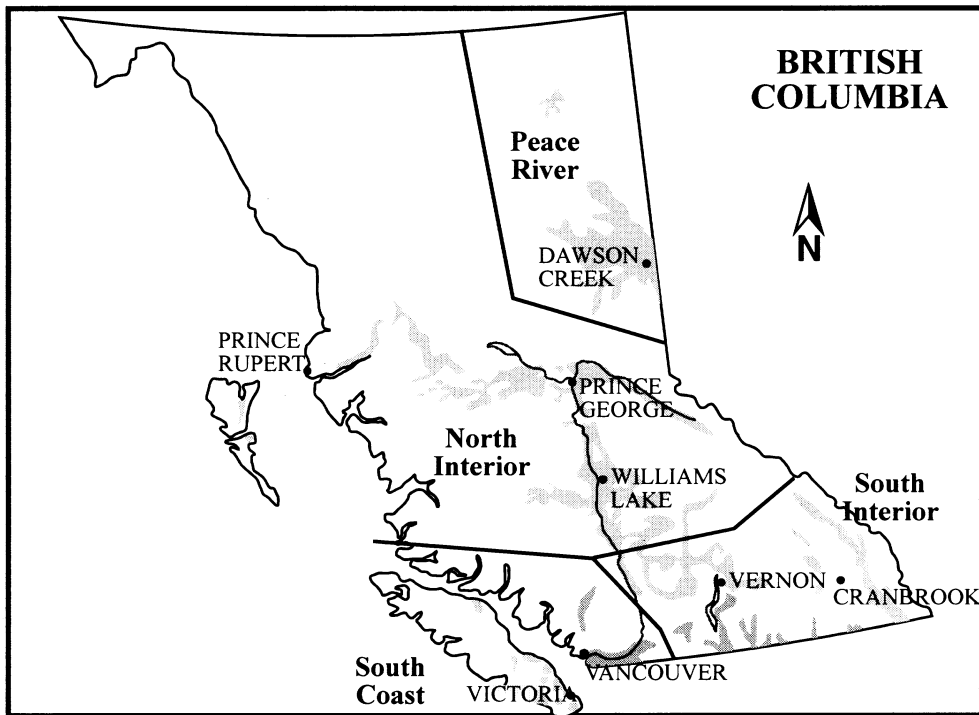 BRITISH
COLUMBIA
Peace
River
N
DAWSON
CREEK
PRINCE
RUPERT
PRINCE
GEORGE
North
Interior
WILLIAMS
LAKE
South
Interior
VERNON
CRANBROOK
South
Coast
VANCOUVER
VICTORIA